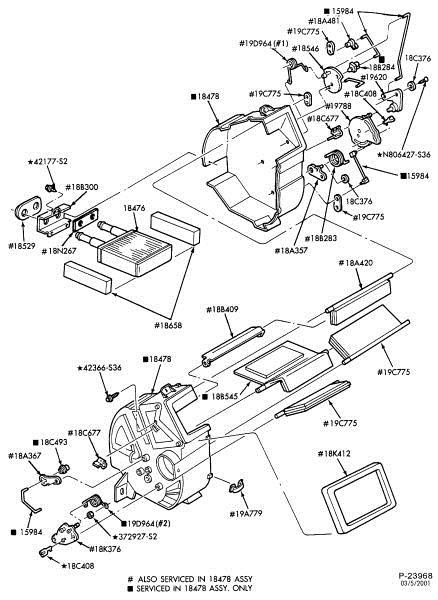 ■ 15984
#18A481
#19C775
#19D964 (#1)
#18546
■ 18B284
18C376
#19620
#19C775
#18C408
■18478
#19788
#18C677
★N806427-S36
■15984
★42177-S2
#18B300
18476
18C376
#19C775
#18B283
#18A357
#18529
#18N267
#18A420
#18658
#18B409
★42366-S36
■18478
#19C775
■ 18B545
#19C775
■ 18C493
#18C677
#18A367
#18K412
■ 15984
■19D964 (#2)
#19A779
★372927-S2
#18K376
★18C408
# ALSO SERVICED IN 18478 ASSY
■ SERVICED IN 18478 ASSY. ONLY
P-23968
03/5/2001